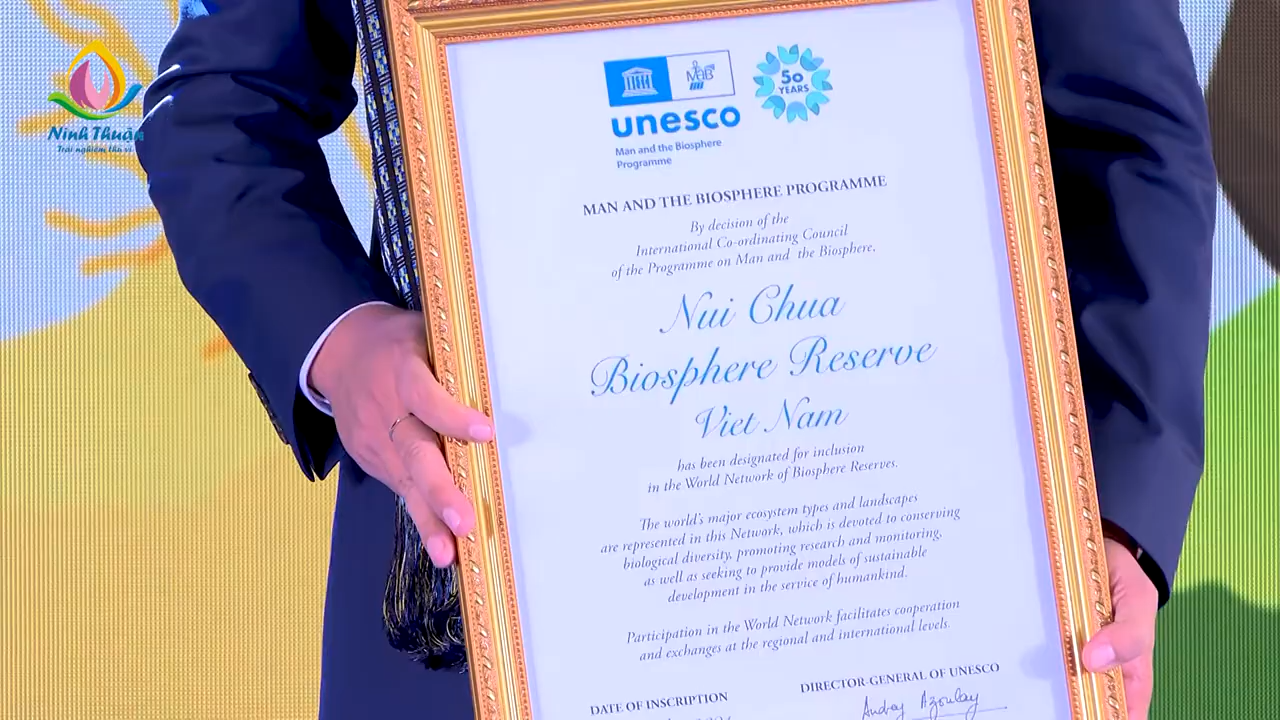 Ninh Thuận
Trải nghiệm thú vị
MaB
unesco
Man and the Biosphere
Programme
50
YEARS
MAN AND THE BIOSPHERE PROGRAMME
By decision of the
International Co-ordinating Council
of the Programme on Man and the Biosphere,
Nui Chua
Biosphere Reserve
Viet Nam
has been designated for inclusion
in the World Network of Biosphere Reserves.
The world's major ecosystem types and landscapes
are represented in this Network, which is devoted to conserving
biological diversity, promoting research and monitoring,
as well as seeking to provide models of sustainable
development in the service of humankind.
Participation in the World Network facilitates cooperation
and exchanges at the regional and international levels.
DATE OF INSCRIPTION
DIRECTOR-GENERAL OF UNESCO
Audrey Azoulay